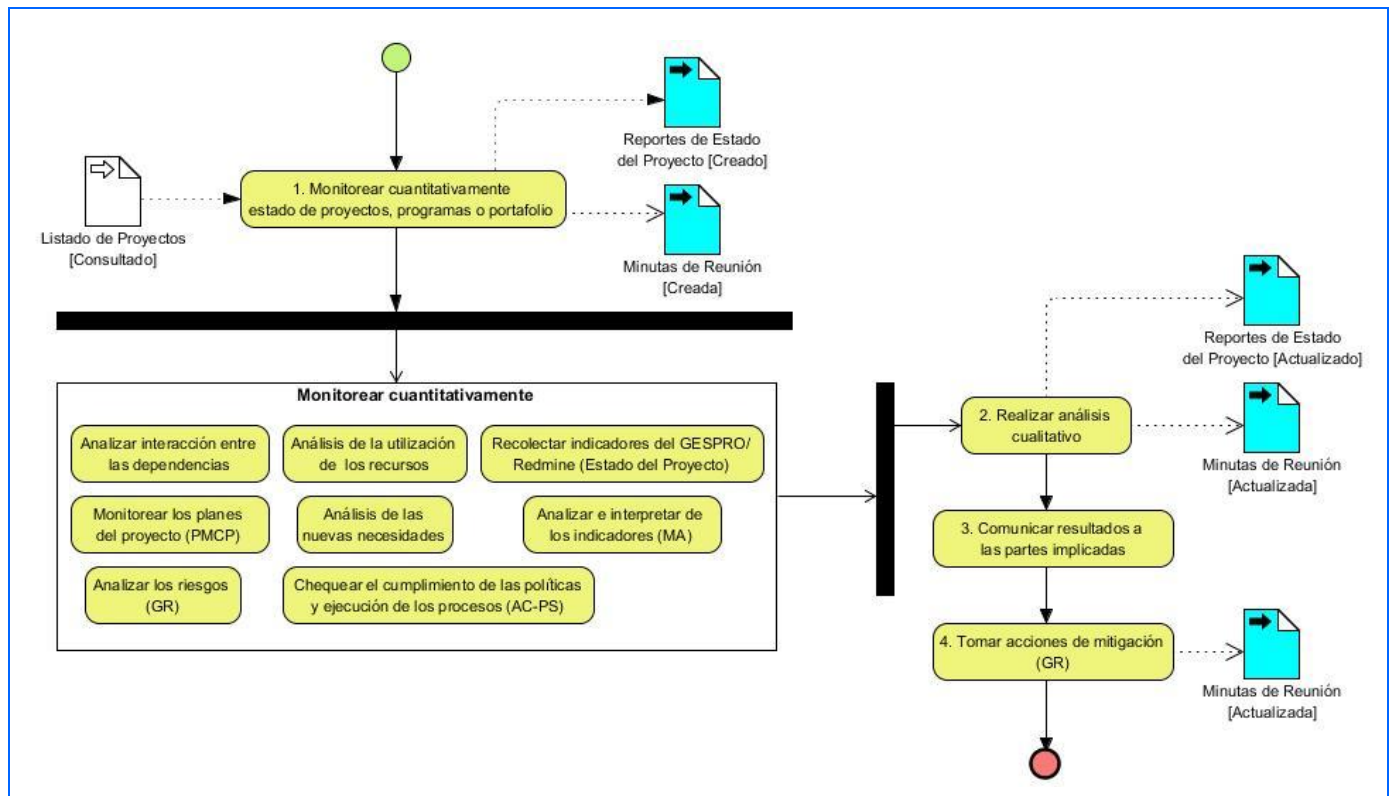 Reportes de Estado
del Proyecto [Creado]
1. Monitorear cuantitativamente
estado de proyectos, programas o portafolio
Listado de Proyectos
[Consultado]
Minutas de Reunión
[Creada]
Monitorear cuantitativamente
Analizar interacción entre
las dependencias
Análisis de la utilización
de los recursos
Recolectar indicadores del GESPRO/
Redmine (Estado del Proyecto)
Monitorear los planes
del proyecto (PMCP)
Análisis de las
nuevas necesidades
Analizar e interpretar de
los indicadores (MA)
Analizar los riesgos
(GR)
Chequear el cumplimiento de las políticas
y ejecución de los procesos (AC-PS)
Reportes de Estado
del Proyecto [Actualizado]
2. Realizar análisis
cualitativo
Minutas de Reunión
[Actualizada]
3. Comunicar resultados a
las partes implicadas
4. Tomar acciones de mitigación
(GR)
Minutas de Reunión
[Actualizada]